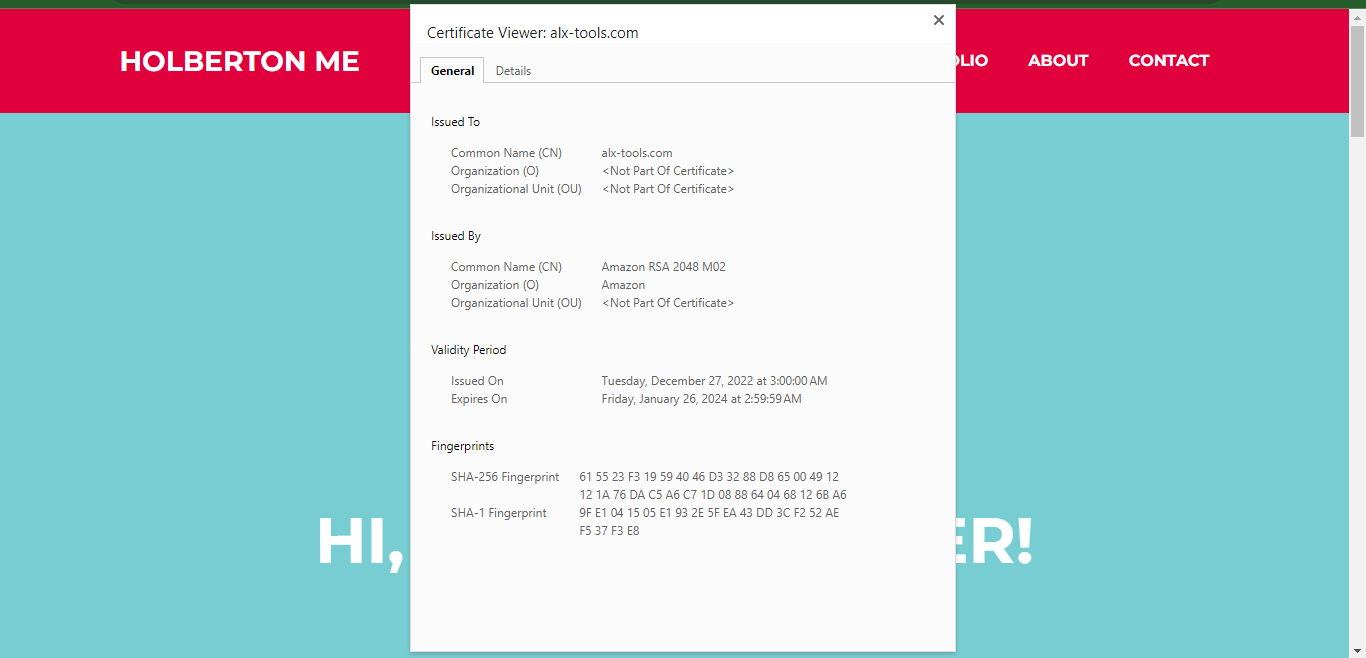 Certificate Viewer: alx-tools.com
HOLBERTON ME
ABOUT
CONTACT
General Details
Issued To
Common Name (CN) alx-tools.com
Organization (O) <Not Part Of Certificate>
Organizational Unit (OU) <Not Part Of Certificate>
Issued By
Common Name (CN) Amazon RSA 2048 M02
Organization (O) Amazon
Organizational Unit (OU) <Not Part Of Certificate>
Validity Period
Issued On Tuesday, December 27, 2022 at 3:00:00 AM
Expires On Friday, January 26, 2024 at 2:59:59 AM
Fingerprints
SHA-256 Fingerprint 61 55 23 F3 19 59 40 46 D3 32 88 D8 65 00 49 12
12 1A 76 DA C5 A6 C7 1D 08 88 64 04 68 12 6B A6
SHA-1 Fingerprint 9F E1 04 15 05 E1 93 2E 5F EA 43 DD 3C F2 52 AE
F5 37 F3 E8
HI,